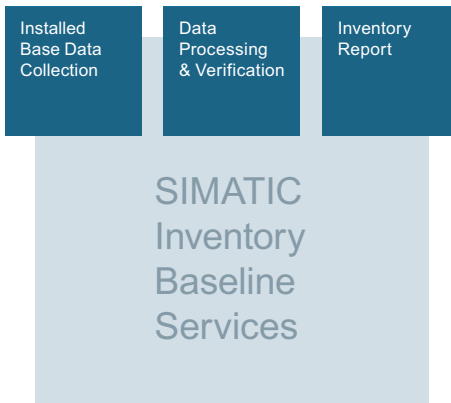 Installed
Base Data
Collection
Data
Processing
& Verification
Inventory
Report
SIMATIC
Inventory
Baseline
Services